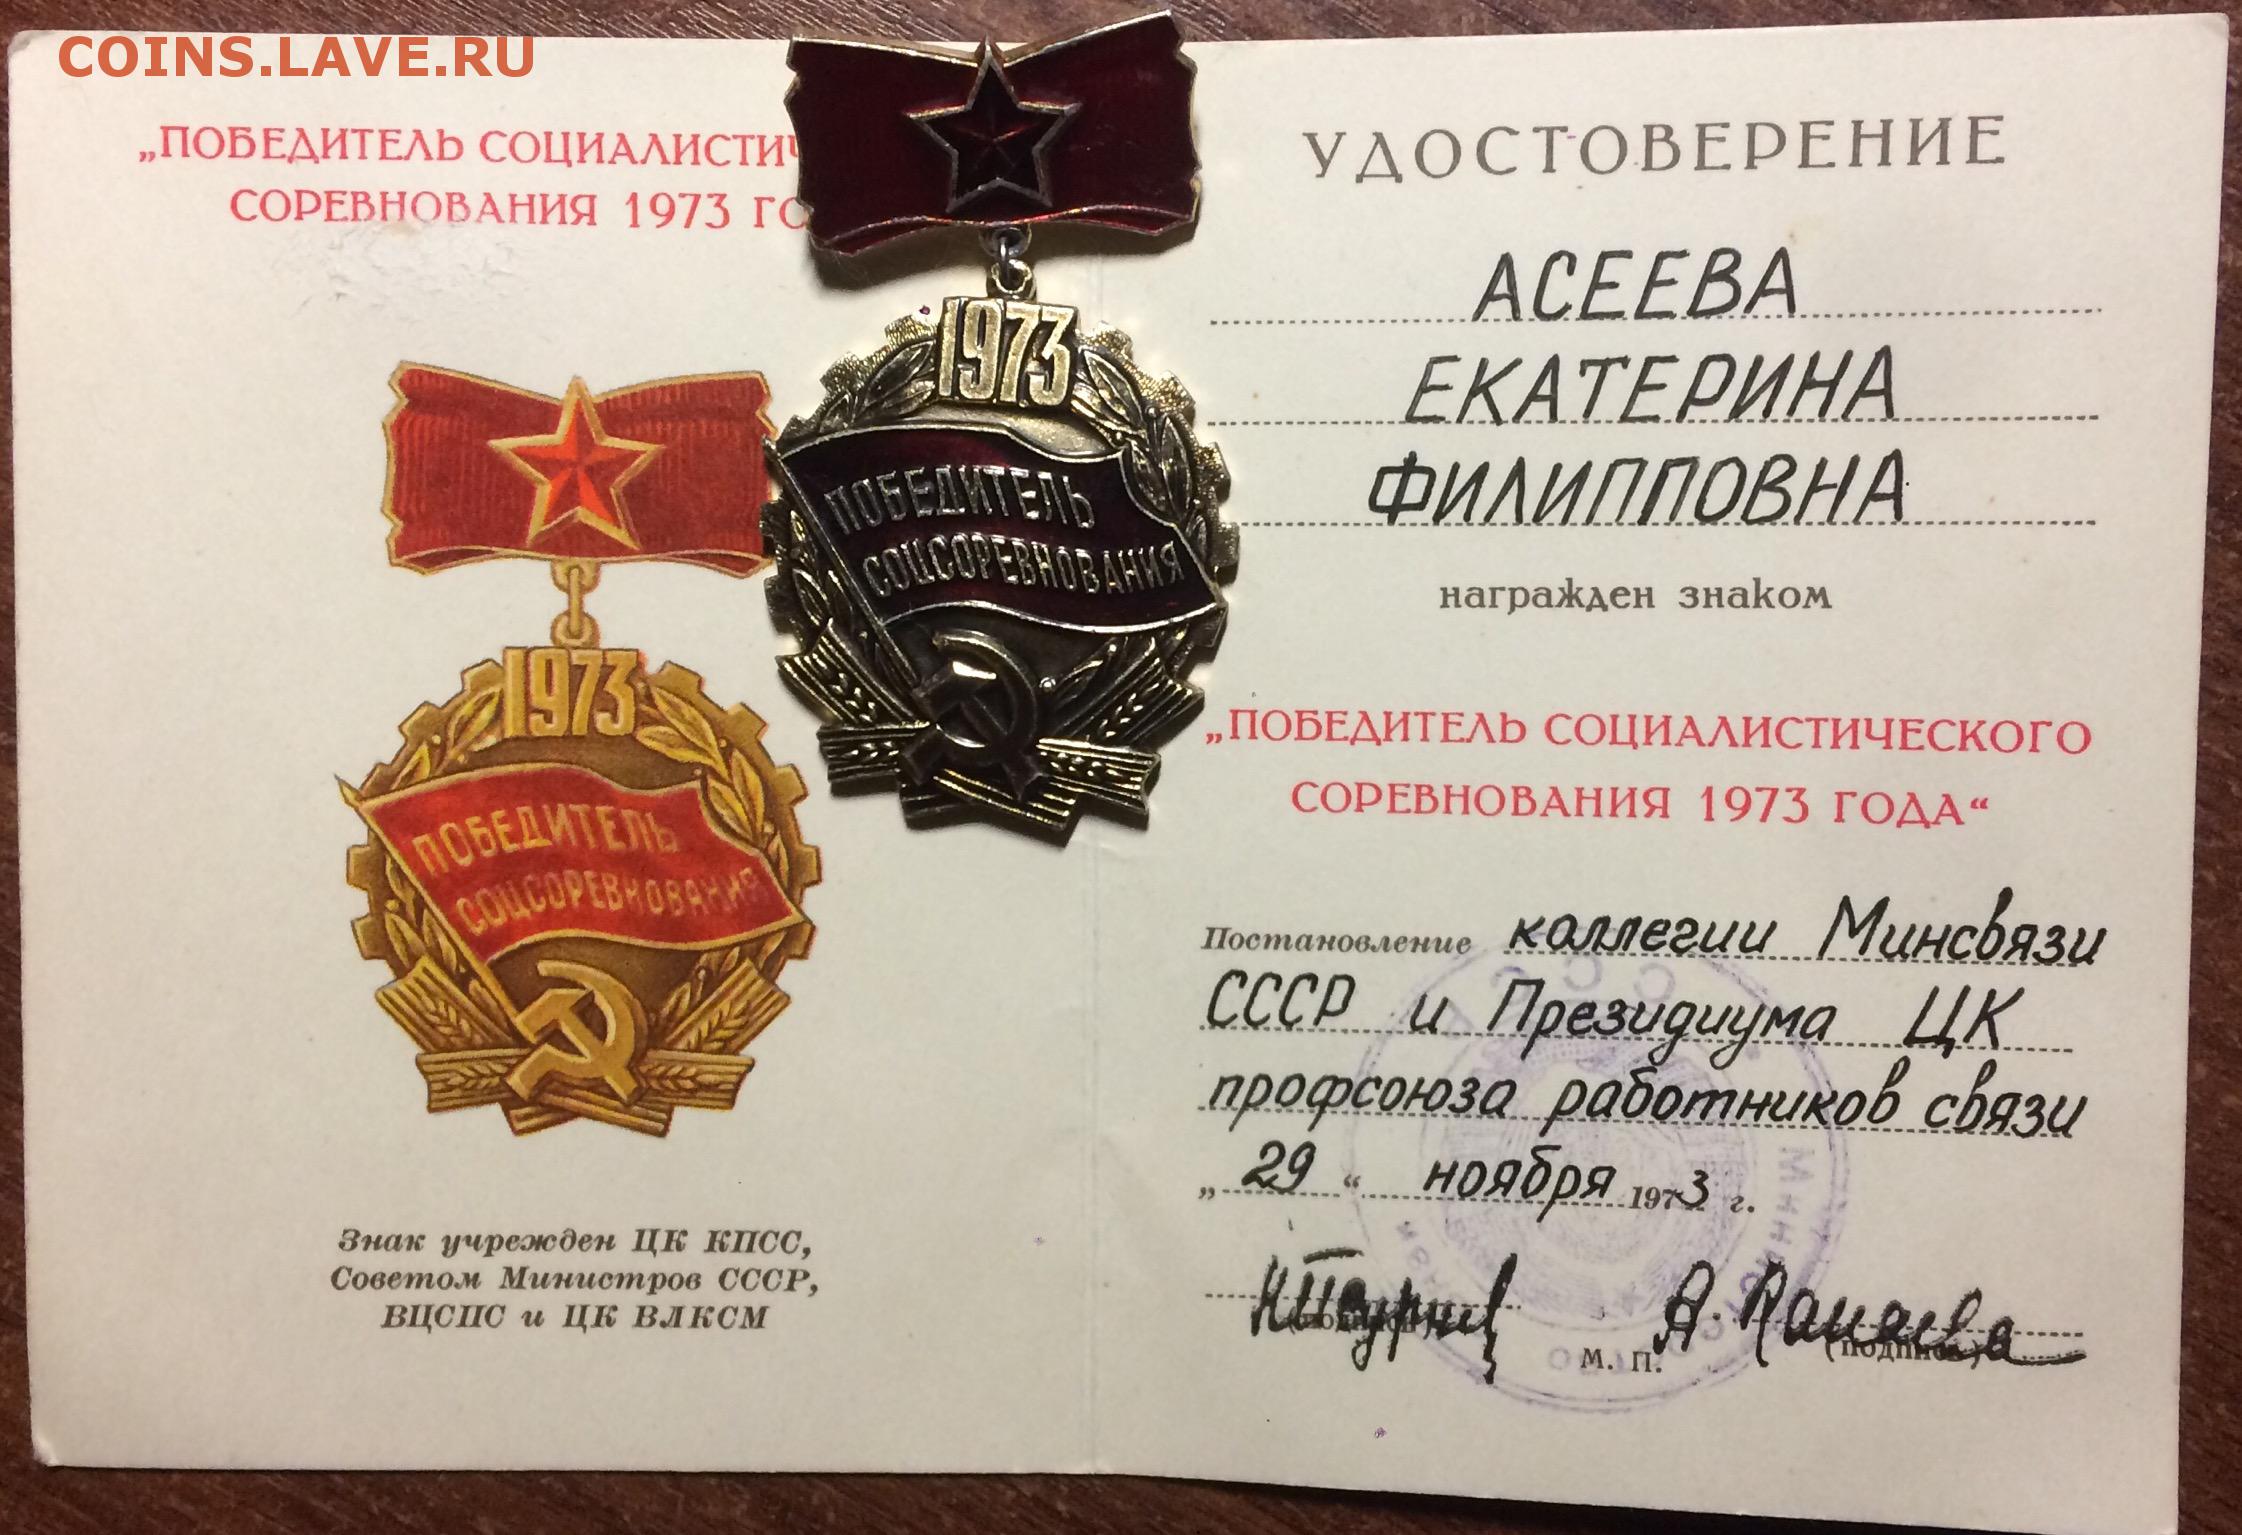 COINS.LAVE.RU
„ПОБЕДИТЕЛЬ СОЦИАЛИСТИЧ
СОРЕВНОВАНИЯ 1973 ГО
1973
ПОБЕДИТЕЛЬ
СОЦСОРЕВНОВАНИЯ
1973
ПОБЕДИТЕЛЬ
СОЦСОРЕВНОВАНИЯ
Знак учрежден ЦК КПСС,
Советом Министров СССР,
ВЦСПС и ЦК ВЛКСМ
УДОСТОВЕРЕНИЕ
АСЕЕВА
ЕКАТЕРИНА
ФИЛИППОВНА
награжден знаком
„ПОБЕДИТЕЛЬ СОЦИАЛИСТИЧЕСКОГО
СОРЕВНОВАНИЯ 1973 ГОДА“
Постановление коллегии Минсвязи
СССР и Президиума ЦК
профсоюза работников связи
„29“ ноября 1973 г.
(подпись)
М. П.
(подпись)